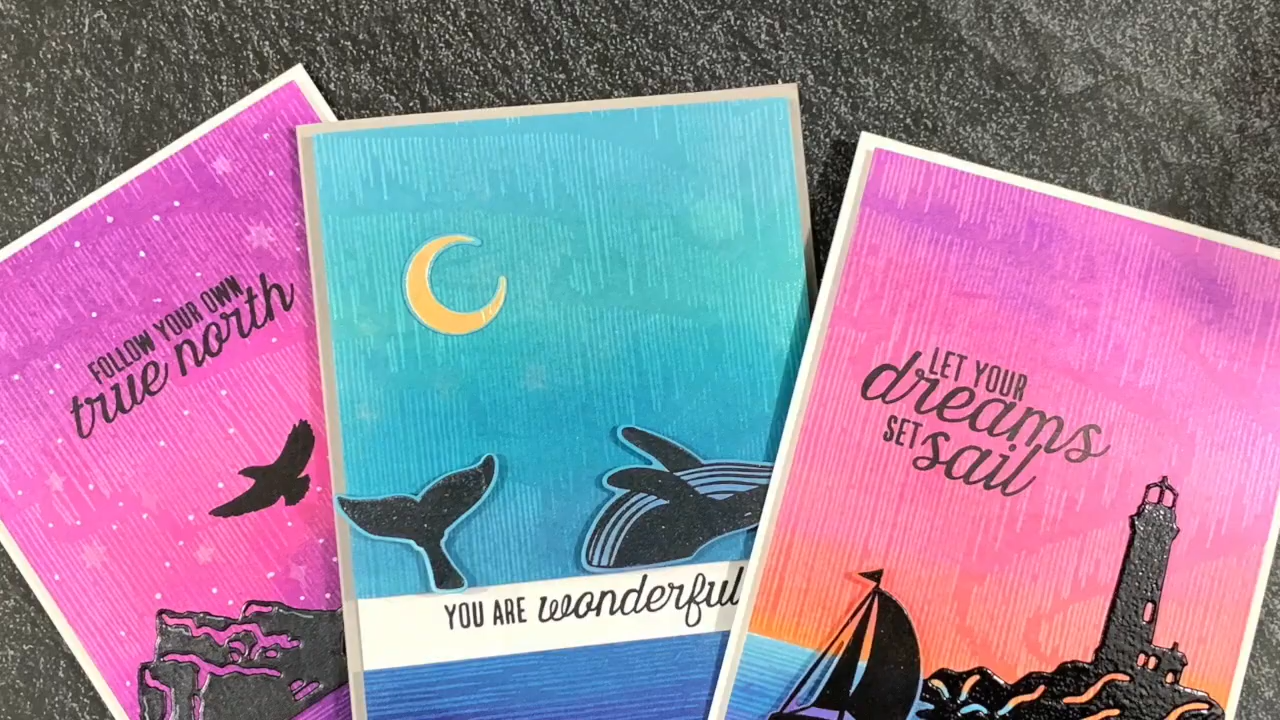 FOLLOW YOUR OWN
true north
YOU ARE wonderful
LET YOUR
dreams
SET sail